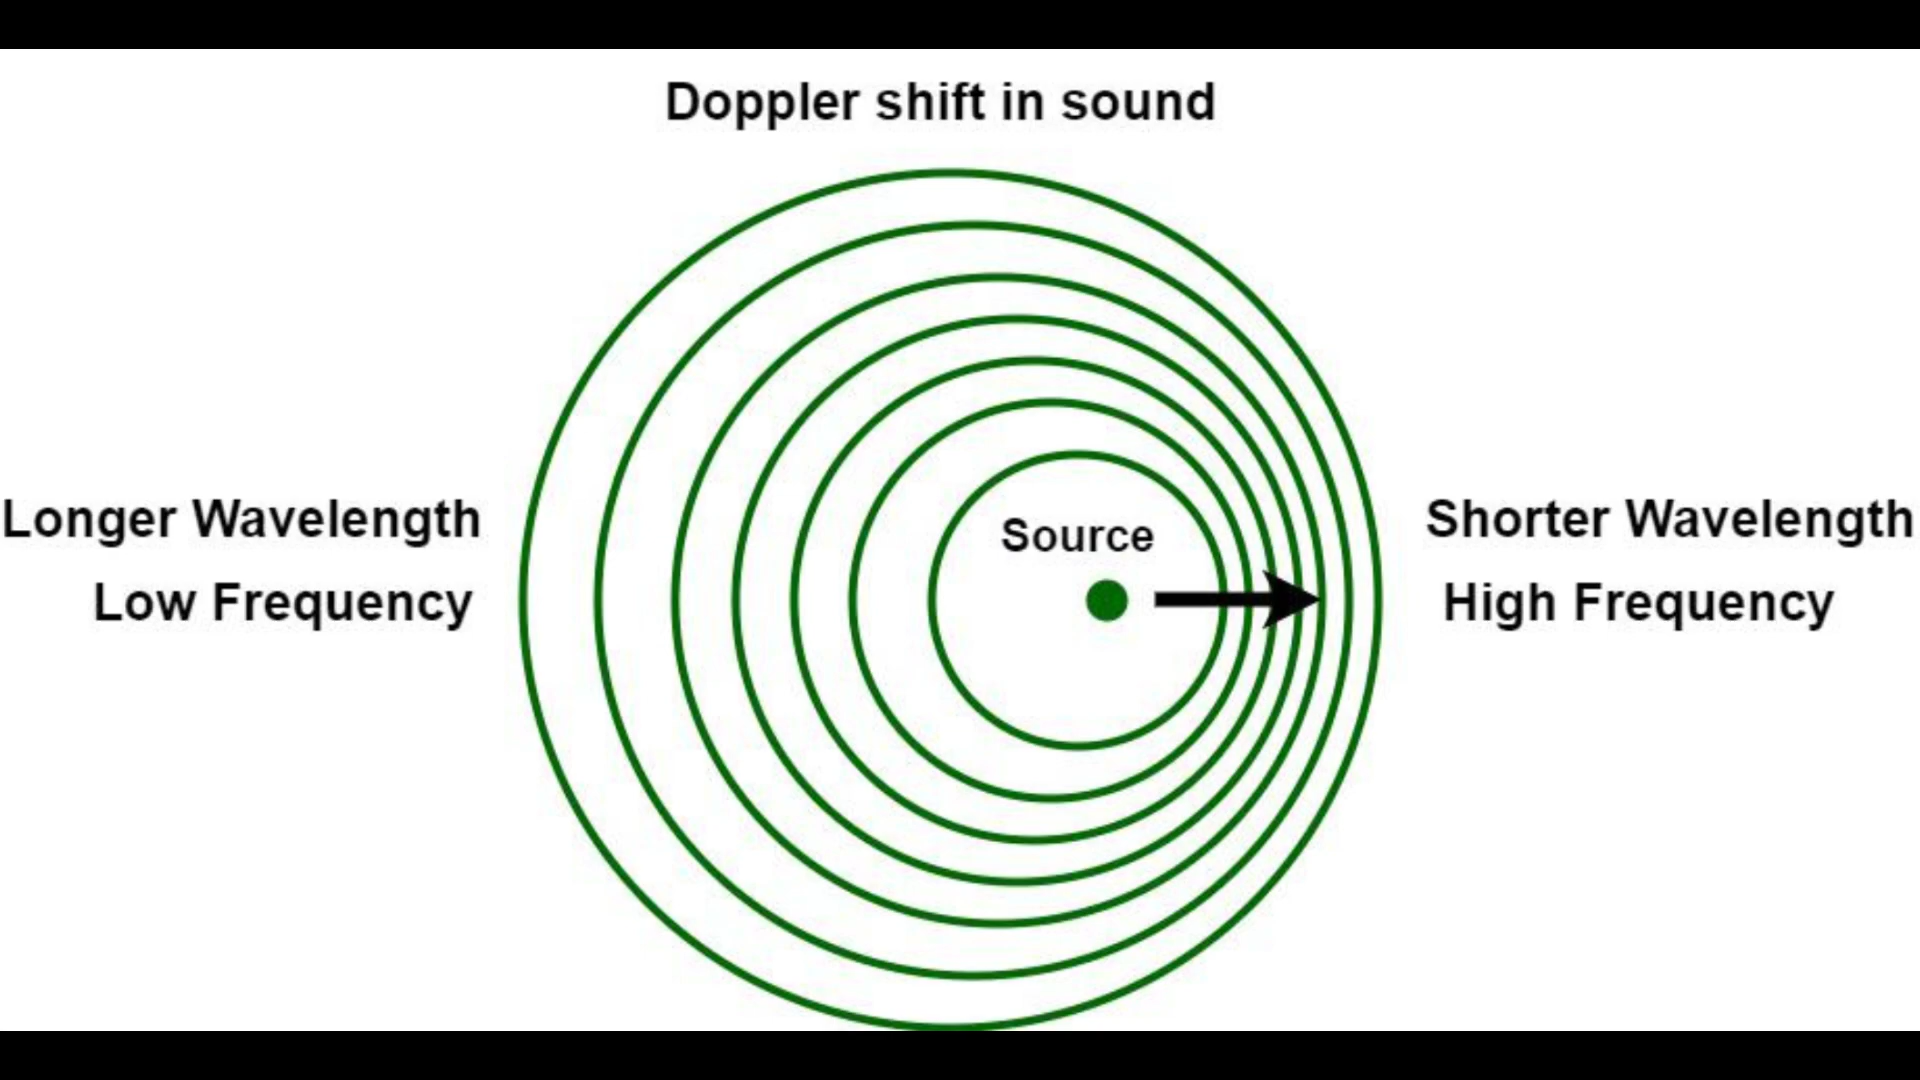 Doppler shift in sound
Longer Wavelength
Low Frequency
Source
Shorter Wavelength
High Frequency